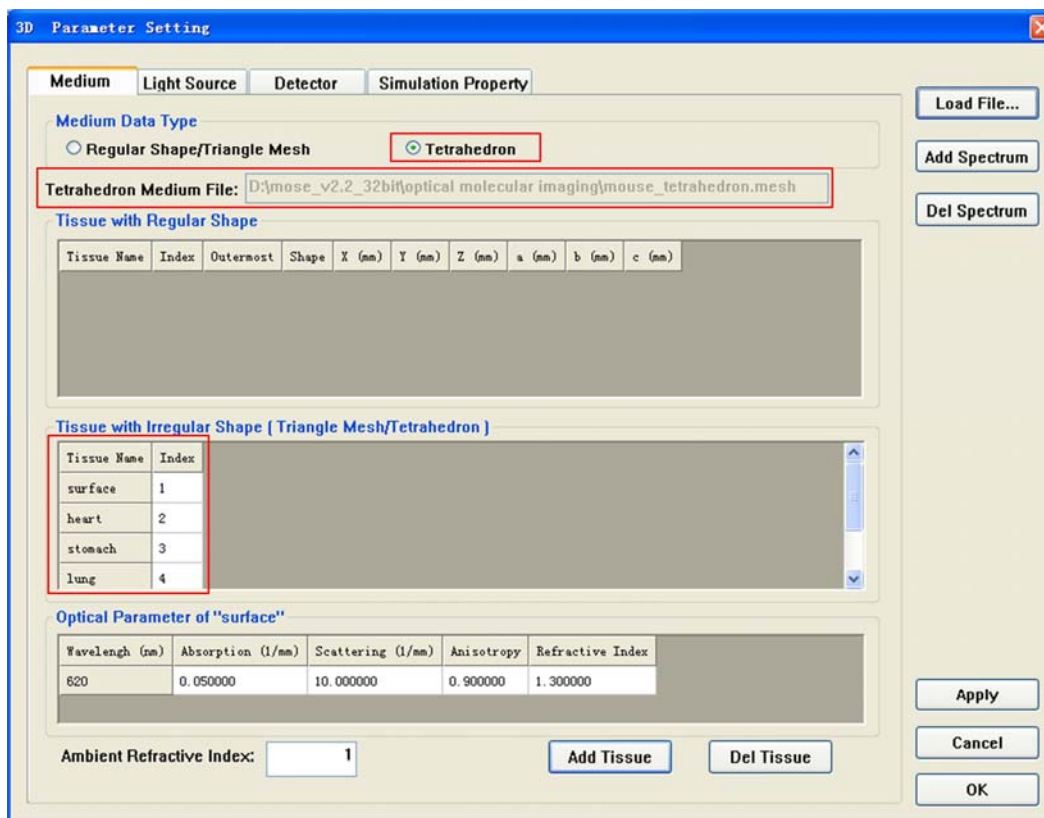 3D Parameter Setting
Medium Light Source Detector Simulation Property
Load File...
Add Spectrum
Del Spectrum
Medium Data Type
Regular Shape/Triangle Mesh Tetrahedron
Tetrahedron Medium File: D:\mose_v2.2_32bit\optical molecular imaging\mouse_tetrahedron.mesh
Tissue with Regular Shape
Tissue Name Index Outermost Shape X (mm) Y (mm) Z (mm) a (mm) b (mm) c (mm)
Tissue with Irregular Shape ( Triangle Mesh/Tetrahedron )
Tissue Name Index
surface 1
heart 2
stomach 3
lung 4
Optical Parameter of "surface"
Wavelengh (nm) Absorption (1/mm) Scattering (1/mm) Anisotropy Refractive Index
620 0.050000 10.000000 0.900000 1.300000
Ambient Refractive Index: 1
Add Tissue Del Tissue
Apply
Cancel
OK